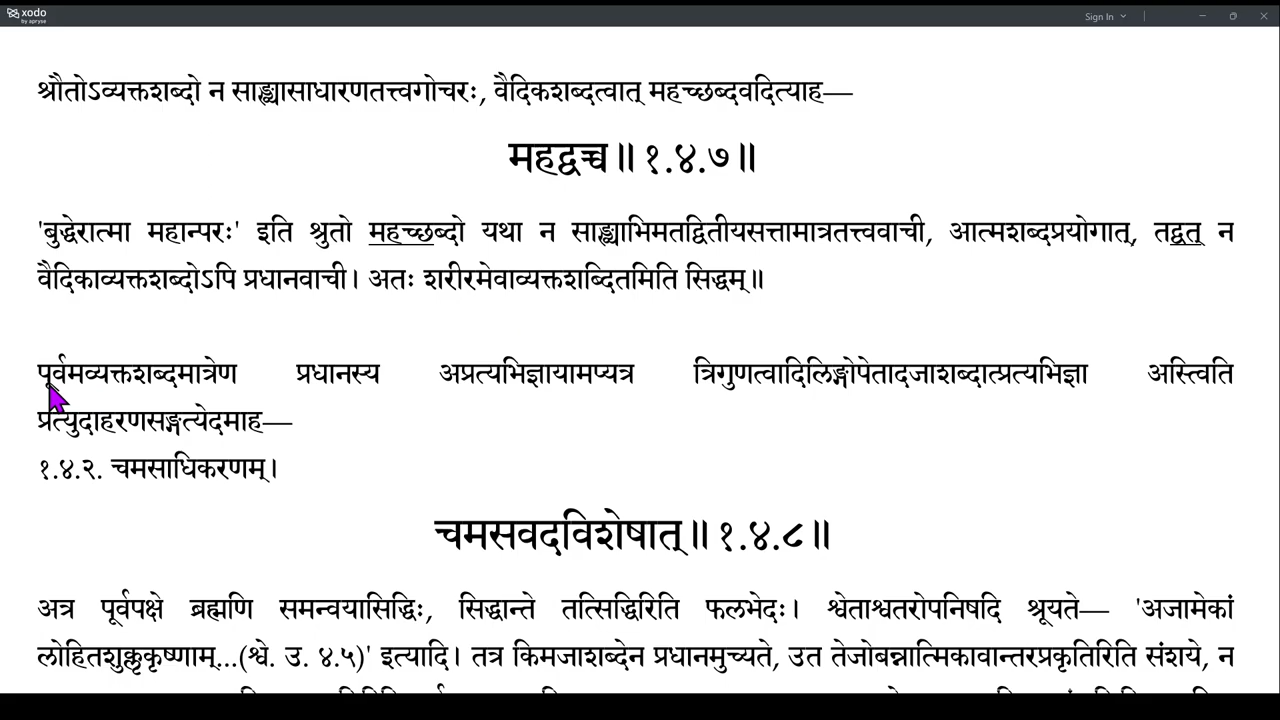 xodo
by apryse
Sign In
श्रौतोऽव्यक्तशब्दो न साङ्ख्यासाधारणतत्त्वगोचरः, वैदिकशब्दत्वात् महच्छब्दवदित्याह—
महद्वच्च॥ १.४.७॥
'बुद्धेरात्मा महान्परः' इति श्रुतो महच्छब्दो यथा न साङ्ख्याभिमतद्वितीयसत्तामात्रतत्त्ववाची, आत्मशब्दप्रयोगात्, तद्वत् न
वैदिकाव्यक्तशब्दोऽपि प्रधानवाची। अतः शरीरमेवाव्यक्तशब्दितमिति सिद्धम्॥
पूर्वमव्यक्तशब्दमात्रेण प्रधानस्य अप्रत्यभिज्ञायामप्यत्र त्रिगुणत्वादिलिङ्गोपेतादजाशब्दात्प्रत्यभिज्ञा अस्त्विति
प्रत्युदाहरणसङ्गत्येदमाह—
१.४.२. चमसाधिकरणम्।
चमसवदविशेषात्॥ १.४.८॥
अत्र पूर्वपक्षे ब्रह्मणि समन्वयासिद्धिः, सिद्धान्ते तत्सिद्धिरिति फलभेदः। श्वेताश्वतरोपनिषदि श्रूयते— 'अजामेकां
लोहितशुक्लकृष्णाम्...(श्वे. उ. ४.५)' इत्यादि। तत्र किमजाशब्देन प्रधानमुच्यते, उत तेजोबन्नात्मिकावान्तरप्रकृतिरिति संशये, न